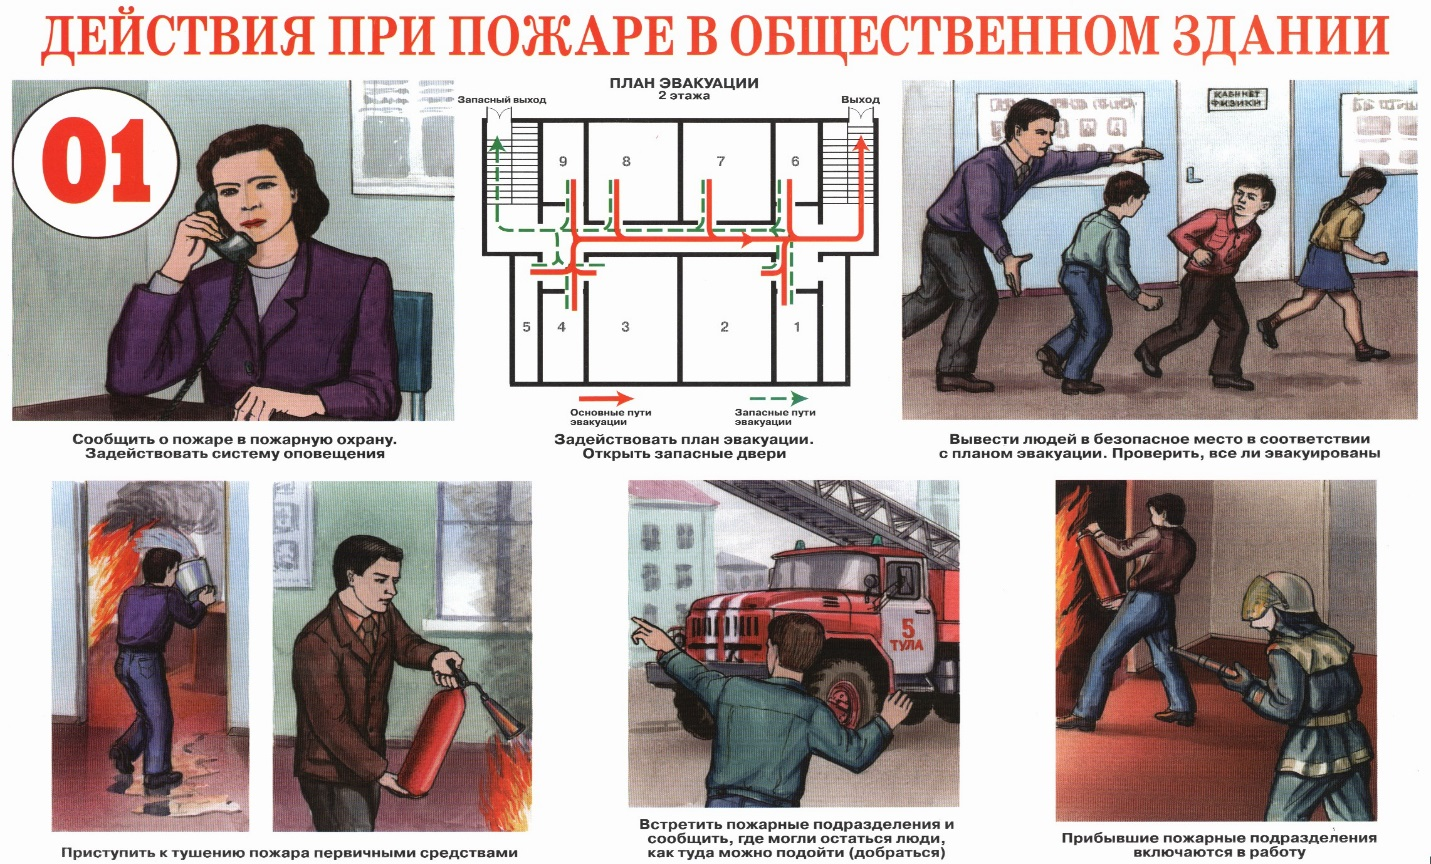 ДЕЙСТВИЯ ПРИ ПОЖАРЕ В ОБЩЕСТВЕННОМ ЗДАНИИ
01
Сообщить о пожаре в пожарную охрану.
Задействовать систему оповещения
ПЛАН ЭВАКУАЦИИ
2 этажа
Запасный выход
Выход
9
8
7
6
5
4
3
2
1
Основные пути
эвакуации
Запасные пути
эвакуации
Задействовать план эвакуации.
Открыть запасные двери
КАБИНЕТ
ФИЗИКИ
Вывести людей в безопасное место в соответствии
с планом эвакуации. Проверить, все ли эвакуированы
Приступить к тушению пожара первичными средствами
5
ТУЛА
Встретить пожарные подразделения и
сообщить, где могли остаться люди,
как туда можно подойти (добраться)
Прибывшие пожарные подразделения
включаются в работу